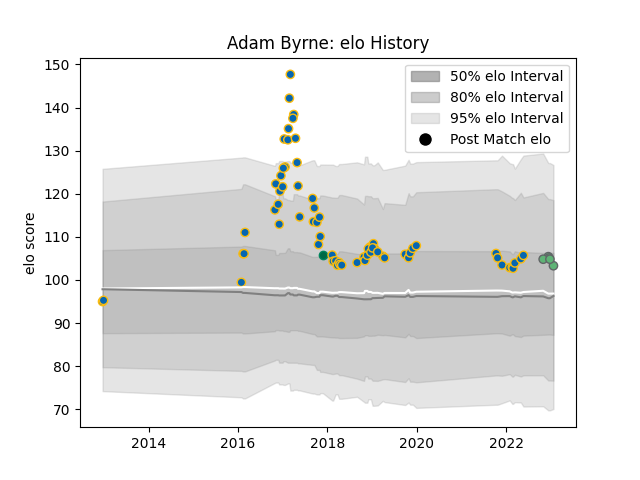 Adam Byrne: elo History
50% elo Interval
80% elo Interval
95% elo Interval
Post Match elo
elo score
150
140
130
120
110
100
90
80
70
2014
2016
2018
2020
2022